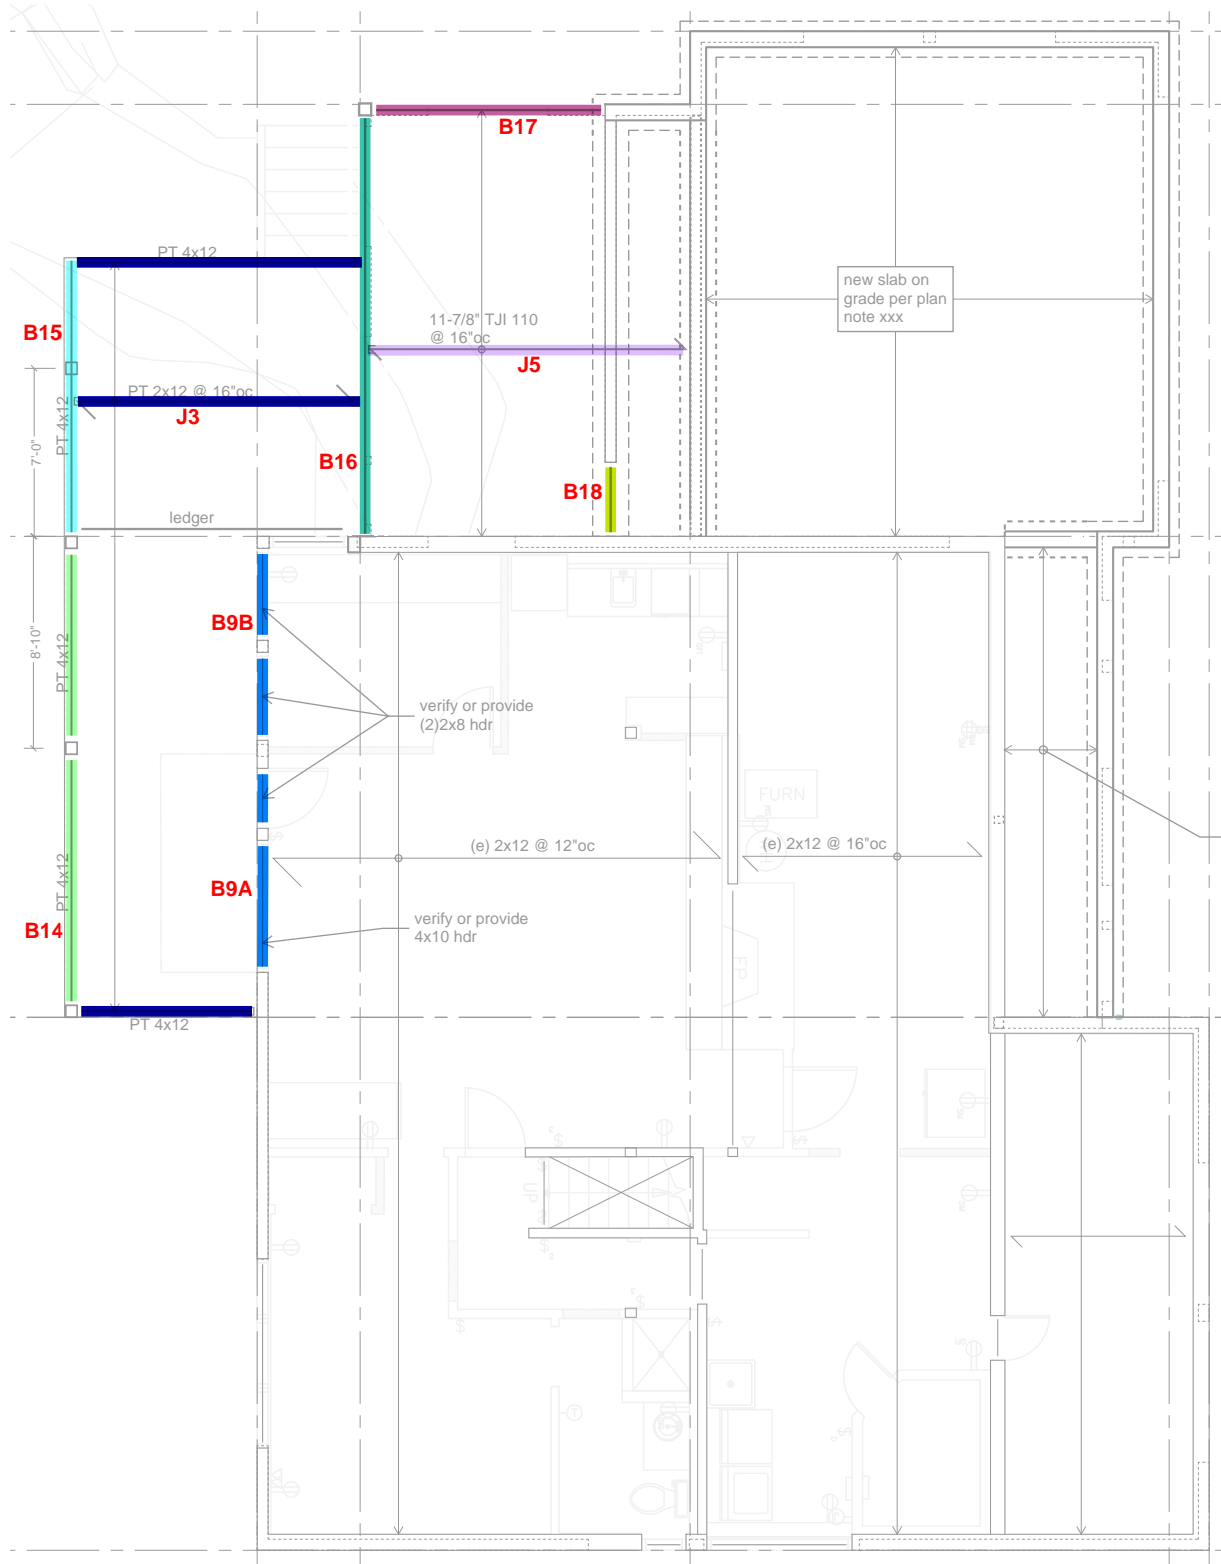 B17
PT 4x12
new slab on
grade per plan
note xxx
11-7/8" TJI 110
@ 16"oc
B15
J5
PT 2x12 @ 16"oc
J3
PT 4x12
7'-0"
B16
B18
ledger
B9B
PT 4x12
8'-10"
verify or provide
(2)2x8 hdr
FURN
(e) 2x12 @ 12"oc
(e) 2x12 @ 16"oc
B9A
PT 4x12
verify or provide
4x10 hdr
B14
FP
PT 4x12
UP